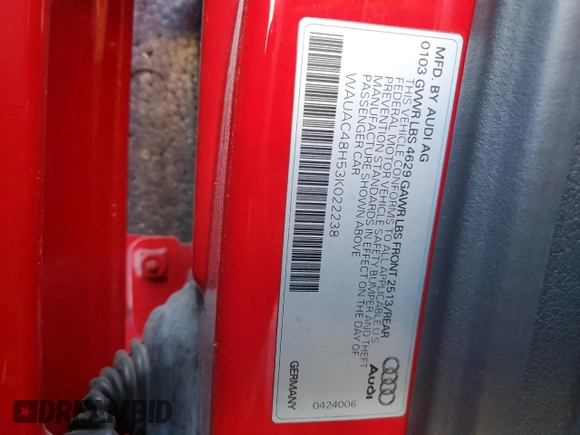 MFD. BY AUDI AG
0103 GVWR LBS 4629 GAWR LBS FRONT 2513/REAR
THIS VEHICLE CONFORMS TO ALL APPLICABLE U S
FEDERAL MOTOR VEHICLE SAFETY BUMPER AND THEFT
PREVENTION STANDARDS IN EFFECT ON THE DAY OF
MANUFACTURE SHOWN ABOVE
PASSENGER CAR
WAUAC48H53K022238
Audi
0424006
GERMANY
DREAMBID